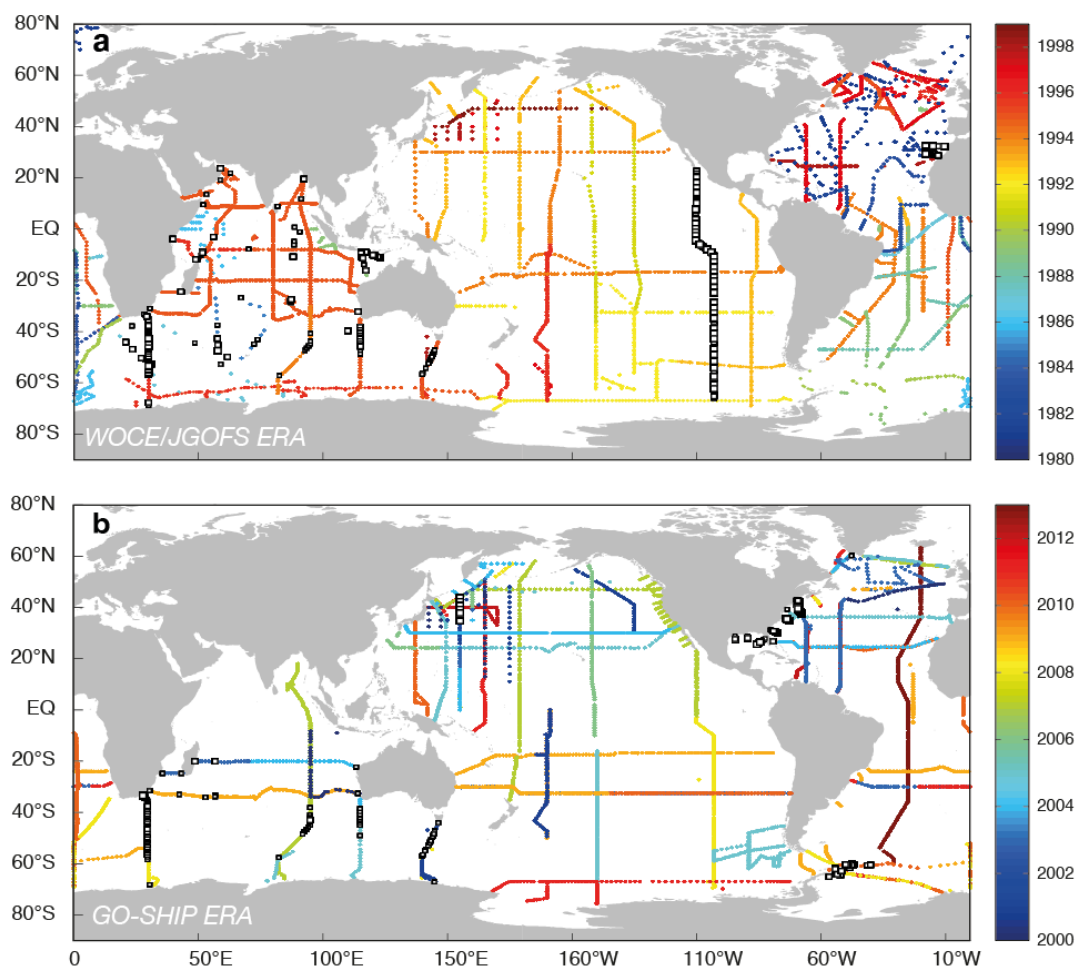 80°N
a
60°N
40°N
20°N
EQ
20°S
40°S
60°S
80°S
WOCE/JGOFS ERA
1998
1996
1994
1992
1990
1988
1986
1984
1982
1980
80°N
b
60°N
40°N
20°N
EQ
20°S
40°S
60°S
80°S
GO-SHIP ERA
2012
2010
2008
2006
2004
2002
2000
0 50°E 100°E 150°E 160°W 110°W 60°W 10°W